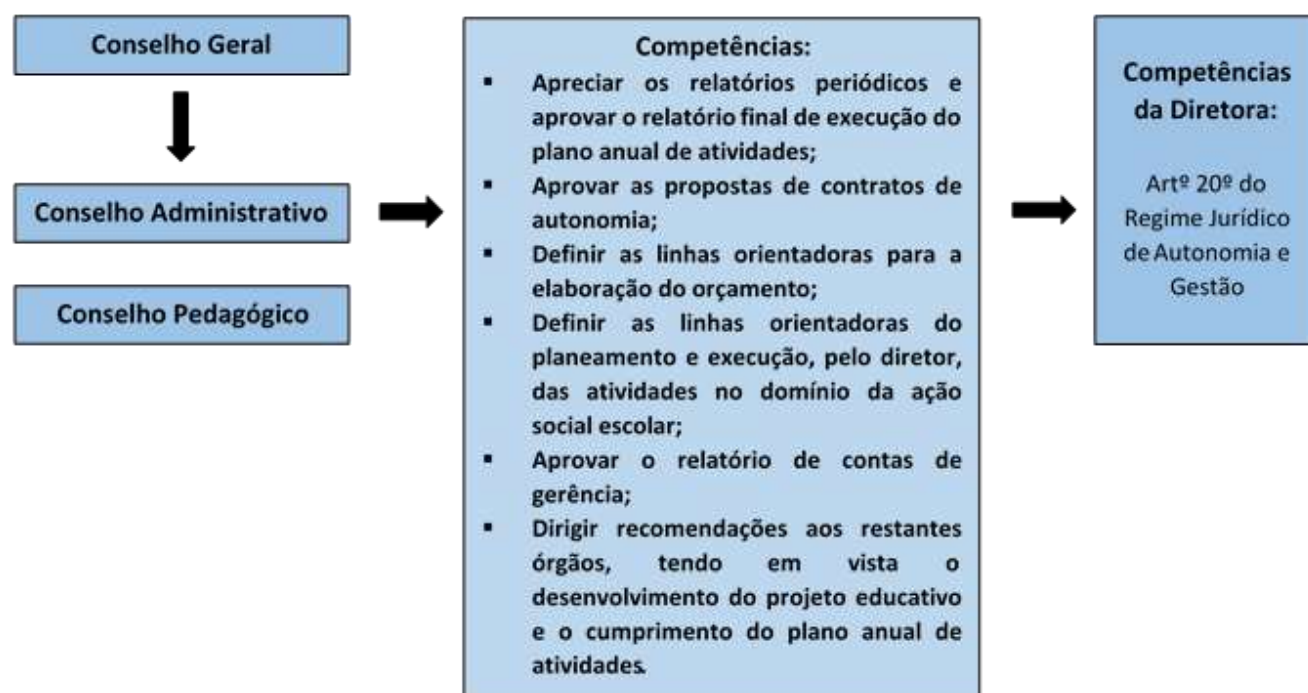 Conselho Geral
Conselho Administrativo
Conselho Pedagógico
Competências:
▪ Apreciar os relatórios periódicos e
aprovar o relatório final de execução do
plano anual de atividades;
▪ Aprovar as propostas de contratos de
autonomia;
▪ Definir as linhas orientadoras para a
elaboração do orçamento;
▪ Definir as linhas orientadoras do
planeamento e execução, pelo diretor,
das atividades no domínio da ação
social escolar;
▪ Aprovar o relatório de contas de
gerência;
▪ Dirigir recomendações aos restantes
órgãos, tendo em vista o
desenvolvimento do projeto educativo
e o cumprimento do plano anual de
atividades.
Competências
da Diretora:
Artº 20º do
Regime Jurídico
de Autonomia e
Gestão